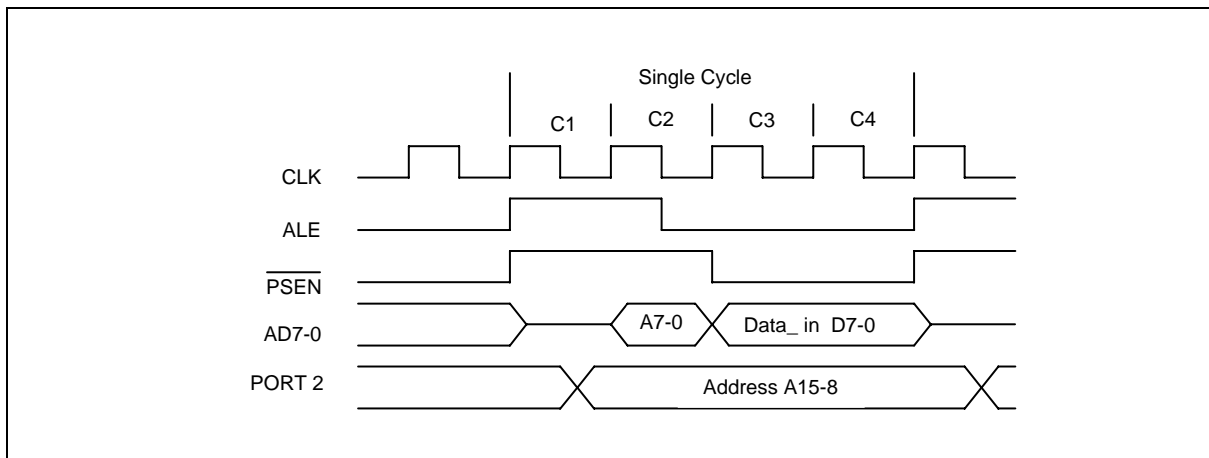 Single Cycle
C1 C2 C3 C4
CLK
ALE
PSEN
AD7-0 A7-0 Data_ in D7-0
PORT 2 Address A15-8